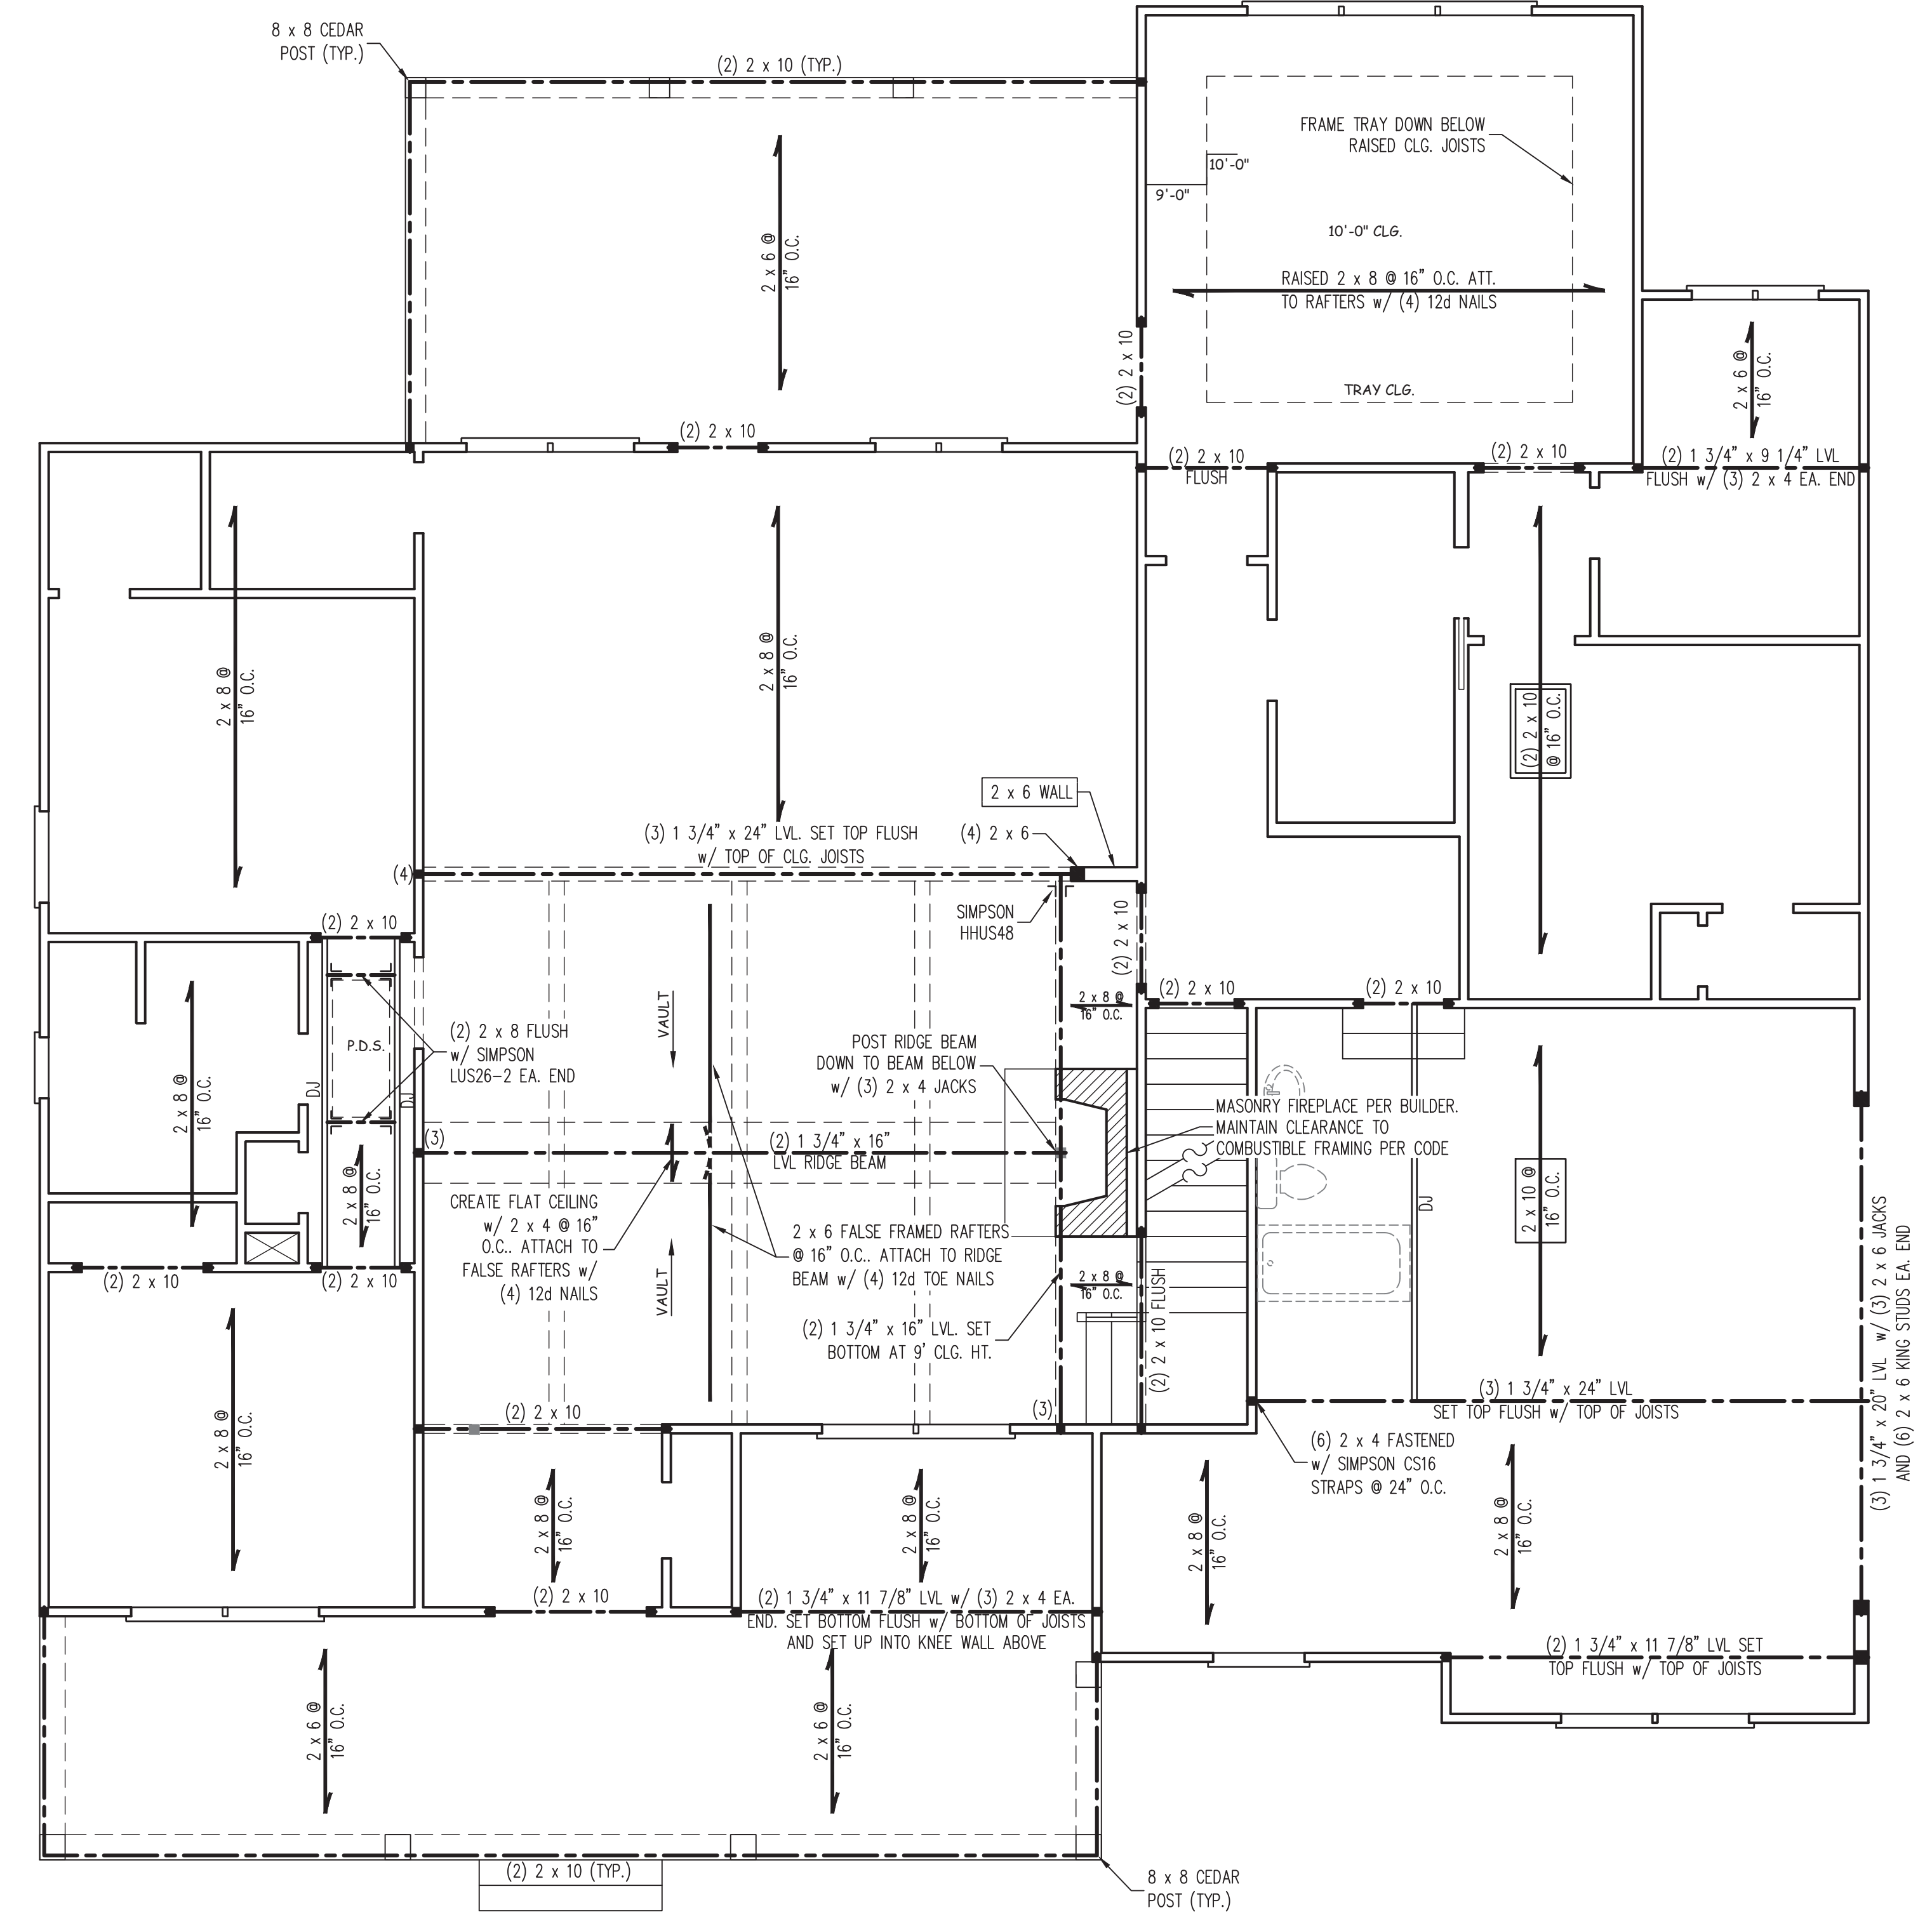 8 x 8 CEDAR
POST (TYP.)
(2) 2 x 10 (TYP.)
FRAME TRAY DOWN BELOW
RAISED CLG. JOISTS
10'-0"
9'-0"
10'-0" CLG.
2 x 6 @
16" O.C.
RAISED 2 x 8 @ 16" O.C. ATT.
TO RAFTERS w/ (4) 12d NAILS
(2) 2 x 10
2 x 6 @
16" O.C.
TRAY CLG.
(2) 2 x 10
(2) 2 x 10
FLUSH
(2) 2 x 10
(2) 1 3/4" x 9 1/4" LVL
FLUSH w/ (3) 2 x 4 EA. END
2 x 8 @
16" O.C.
2 x 8 @
16" O.C.
(2) 2 x 10
@ 16" O.C.
2 x 6 WALL
(3) 1 3/4" x 24" LVL. SET TOP FLUSH
w/ TOP OF CLG. JOISTS
(4) 2 x 6
(4)
(2) 2 x 10
SIMPSON
HHUS48
(2) 2 x 10
2 x 8 @
16" O.C.
(2) 2 x 10
(2) 2 x 10
VAULT
(2) 2 x 8 FLUSH
w/ SIMPSON
LUS26-2 EA. END
P.D.S.
DJ
DJ
2 x 8 @
16" O.C.
POST RIDGE BEAM
DOWN TO BEAM BELOW
w/ (3) 2 x 4 JACKS
MASONRY FIREPLACE PER BUILDER.
MAINTAIN CLEARANCE TO
COMBUSTIBLE FRAMING PER CODE
(3)
(2) 1 3/4" x 16"
LVL RIDGE BEAM
2 x 8 @
16" O.C.
CREATE FLAT CEILING
w/ 2 x 4 @ 16"
O.C.. ATTACH TO
FALSE RAFTERS w/
(4) 12d NAILS
2 x 6 FALSE FRAMED RAFTERS
@ 16" O.C.. ATTACH TO RIDGE
BEAM w/ (4) 12d TOE NAILS
VAULT
2 x 8 @
16" O.C.
DJ
2 x 10 @
16" O.C.
(2) 2 x 10
(2) 2 x 10
(2) 1 3/4" x 16" LVL. SET
BOTTOM AT 9' CLG. HT.
(2) 2 x 10 FLUSH
(3) 1 3/4" x 20" LVL w/ (3) 2 x 6 JACKS
AND (6) 2 x 6 KING STUDS EA. END
(3) 1 3/4" x 24" LVL
SET TOP FLUSH w/ TOP OF JOISTS
2 x 8 @
16" O.C.
(2) 2 x 10
(3)
(6) 2 x 4 FASTENED
w/ SIMPSON CS16
STRAPS @ 24" O.C.
2 x 8 @
16" O.C.
2 x 8 @
16" O.C.
2 x 8 @
16" O.C.
2 x 8 @
16" O.C.
(2) 2 x 10
(2) 1 3/4" x 11 7/8" LVL w/ (3) 2 x 4 EA.
END. SET BOTTOM FLUSH w/ BOTTOM OF JOISTS
AND SET UP INTO KNEE WALL ABOVE
(2) 1 3/4" x 11 7/8" LVL SET
TOP FLUSH w/ TOP OF JOISTS
2 x 6 @
16" O.C.
2 x 6 @
16" O.C.
(2) 2 x 10 (TYP.)
8 x 8 CEDAR
POST (TYP.)